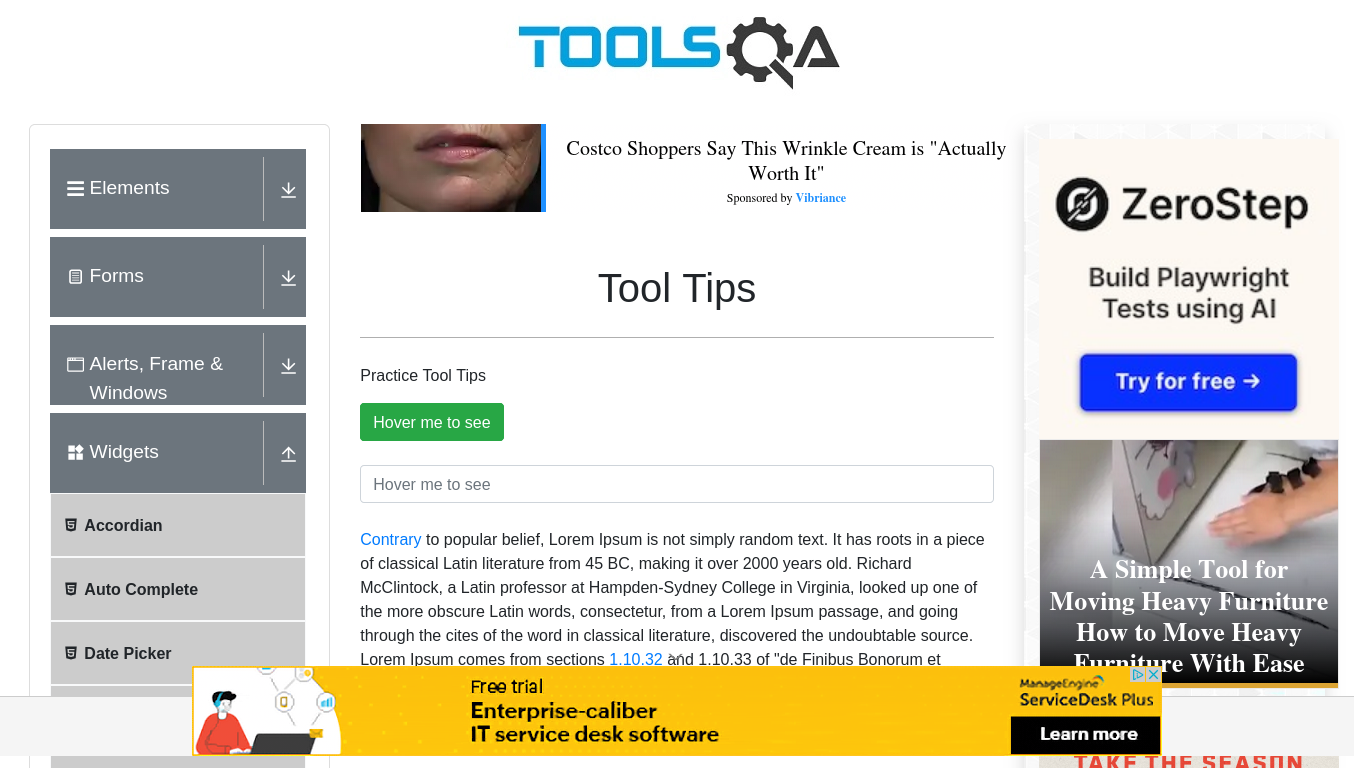 TOOLSQA
Elements
Forms
Alerts, Frame &
Windows
Widgets
Accordian
Auto Complete
Date Picker
Costco Shoppers Say This Wrinkle Cream is "Actually
Worth It"
Sponsored by Vibriance
Tool Tips
Practice Tool Tips
Hover me to see
Hover me to see
Contrary to popular belief, Lorem Ipsum is not simply random text. It has roots in a piece
of classical Latin literature from 45 BC, making it over 2000 years old. Richard
McClintock, a Latin professor at Hampden-Sydney College in Virginia, looked up one of
the more obscure Latin words, consectetur, from a Lorem Ipsum passage, and going
through the cites of the word in classical literature, discovered the undoubtable source.
Lorem Ipsum comes from sections 1.10.32 and 1.10.33 of "de Finibus Bonorum et
ZeroStep
Build Playwright
Tests using AI
Try for free →
A Simple Tool for
Moving Heavy Furniture
How to Move Heavy
Furniture With Ease
TAKE THE SEASON
Free trial
Enterprise-caliber
IT service desk software
ManageEngine
ServiceDesk Plus
Learn more